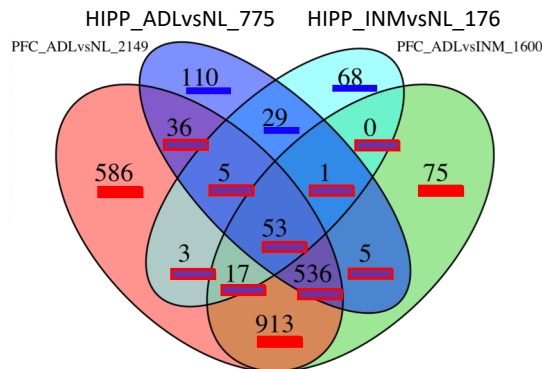 HIPP_ADLvsNL_775 HIPP_INMvsNL_176
PFC_ADLvsNL_2149 PFC_ADLvsINM_1600
110 68
36 29 0
586 5 1 75
53
3 17 536 5
913